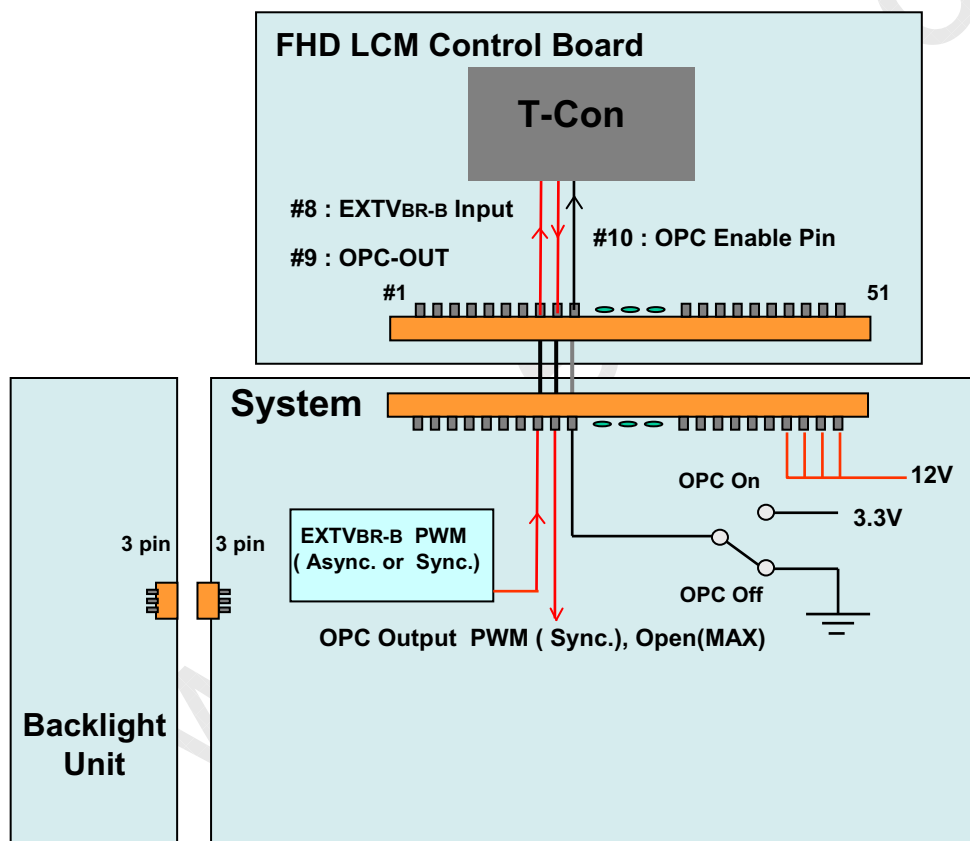 FHD LCM Control Board
T-Con
#8 : EXTVBR-B Input
#9 : OPC-OUT
#10 : OPC Enable Pin
#1
51
System
12V
OPC On
3.3V
3 pin
3 pin
EXTVBR-B PWM
( Async. or Sync.)
OPC Off
OPC Output PWM ( Sync.), Open(MAX)
Backlight
Unit